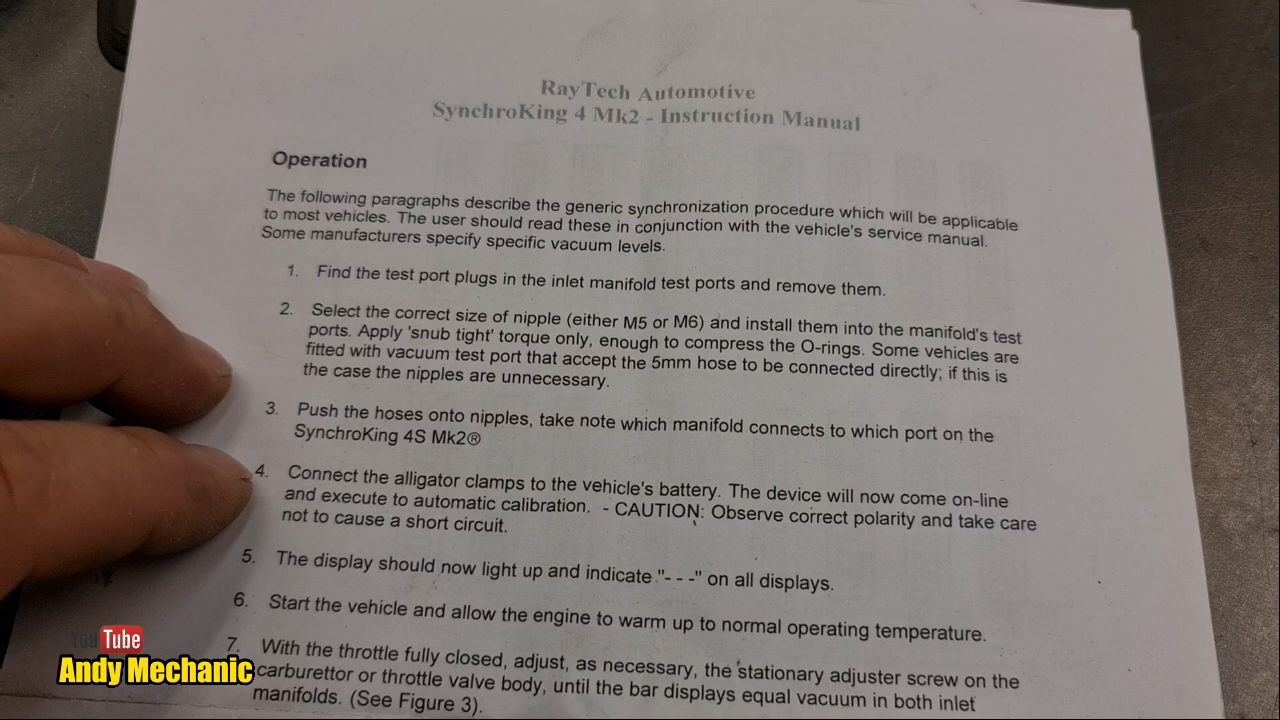 RayTech Automotive
SynchroKing 4 Mk2 - Instruction Manual
Operation
The following paragraphs describe the generic synchronization procedure which will be applicable
to most vehicles. The user should read these in conjunction with the vehicle's service manual.
Some manufacturers specify specific vacuum levels.
1. Find the test port plugs in the inlet manifold test ports and remove them.
2. Select the correct size of nipple (either M5 or M6) and install them into the manifold's test
ports. Apply 'snub tight' torque only, enough to compress the O-rings. Some vehicles are
fitted with vacuum test port that accept the 5mm hose to be connected directly; if this is
the case the nipples are unnecessary.
3. Push the hoses onto nipples, take note which manifold connects to which port on the
SynchroKing 4S Mk2®
4. Connect the alligator clamps to the vehicle's battery. The device will now come on-line
and execute to automatic calibration. - CAUTION: Observe correct polarity and take care
not to cause a short circuit.
5. The display should now light up and indicate "- - -" on all displays.
6. Start the vehicle and allow the engine to warm up to normal operating temperature.
7. With the throttle fully closed, adjust, as necessary, the stationary adjuster screw on the
carburettor or throttle valve body, until the bar displays equal vacuum in both inlet
manifolds. (See Figure 3).
YouTube
Andy Mechanic